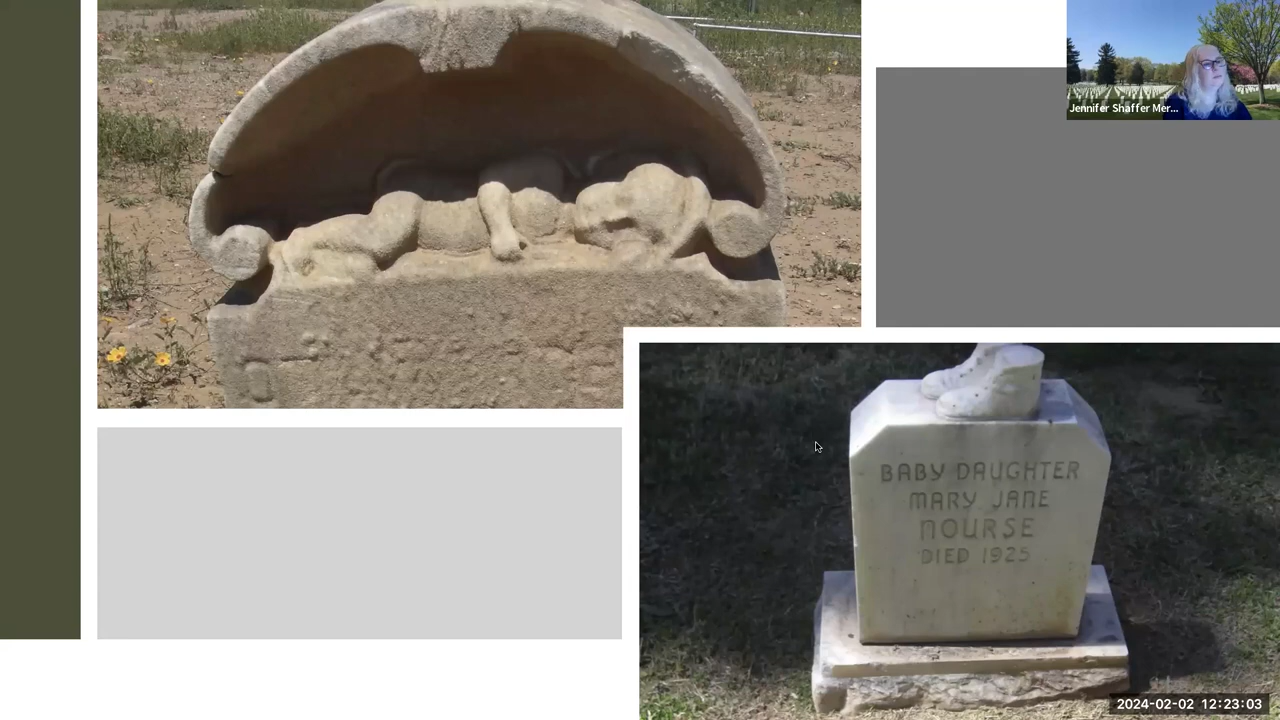 Jennifer Shaffer Mer...
BABY DAUGHTER
MARY JANE
NOURSE
DIED 1925
2024-02-02 12:23:03